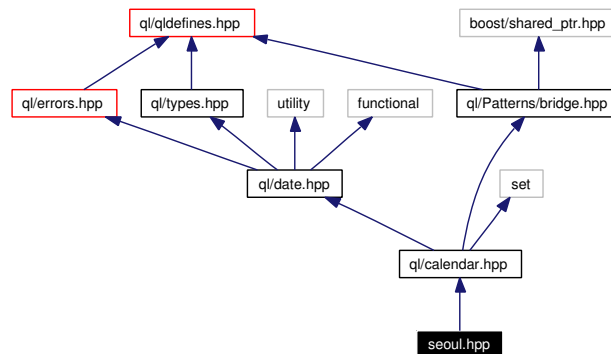 ql/qldefines.hpp
boost/shared_ptr.hpp
ql/errors.hpp
ql/types.hpp
utility
functional
ql/Patterns/bridge.hpp
ql/date.hpp
set
ql/calendar.hpp
seoul.hpp